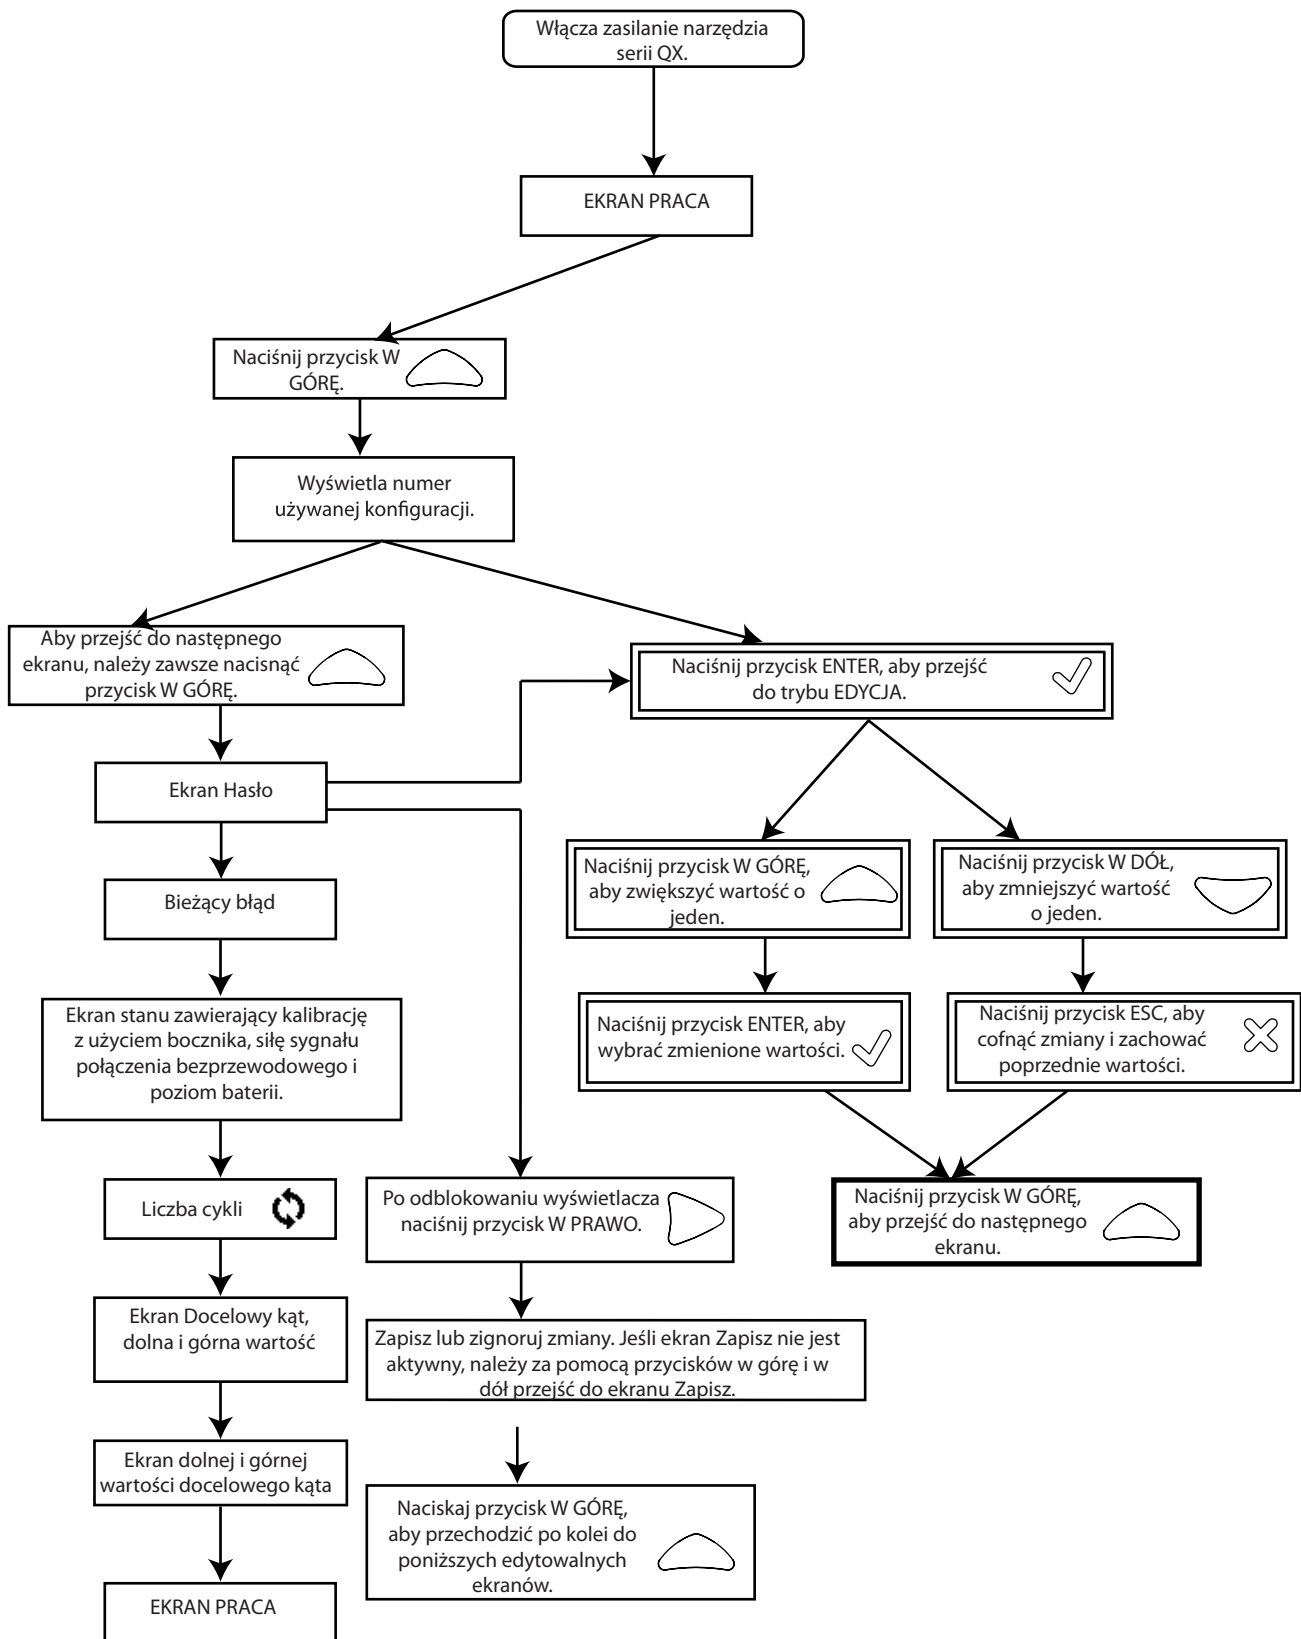 Włącza zasilanie narzędzia
serii QX.
EKRAN PRACA
Naciśnij przycisk W
GÓRĘ.
Wyświetla numer
używanej konfiguracji.
Aby przejść do następnego
ekranu, należy zawsze nacisnąć
przycisk W GÓRĘ.
Naciśnij przycisk ENTER, aby przejść
do trybu EDYCJA.
Ekran Hasło
Naciśnij przycisk W GÓRĘ,
aby zwiększyć wartość o
jeden.
Naciśnij przycisk W DÓŁ,
aby zmniejszyć wartość
o jeden.
Bieżący błąd
Ekran stanu zawierający kalibrację
z użyciem bocznika, siłę sygnału
połączenia bezprzewodowego i
poziom baterii.
Naciśnij przycisk ENTER, aby
wybrać zmienione wartości.
Naciśnij przycisk ESC, aby
cofnąć zmiany i zachować
poprzednie wartości.
Liczba cykli
Po odblokowaniu wyświetlacza
naciśnij przycisk W PRAWO.
Naciśnij przycisk W GÓRĘ,
aby przejść do następnego
ekranu.
Ekran Docelowy kąt,
dolna i górna wartość
Zapisz lub zignoruj zmiany. Jeśli ekran Zapisz nie jest
aktywny, należy za pomocą przycisków w górę i w
dół przejść do ekranu Zapisz.
Ekran dolnej i górnej
wartości docelowego kąta
Naciskaj przycisk W GÓRĘ,
aby przechodzić po kolei do
poniższych edytowalnych
ekranów.
EKRAN PRACA